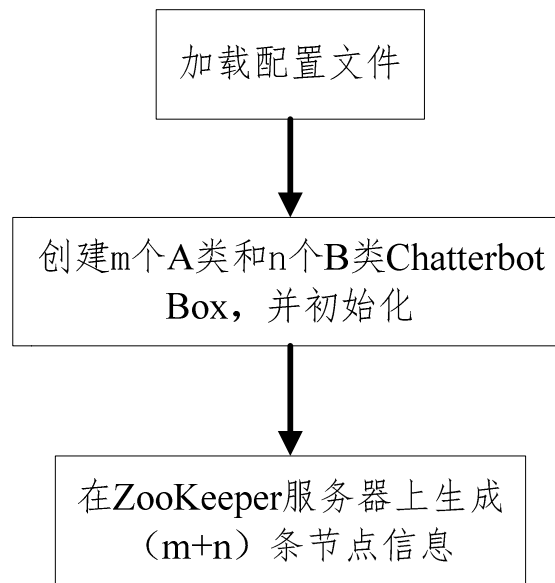 加载配置文件
创建m个A类和n个B类Chatterbot
Box，并初始化
在ZooKeeper服务器上生成
（m+n）条节点信息